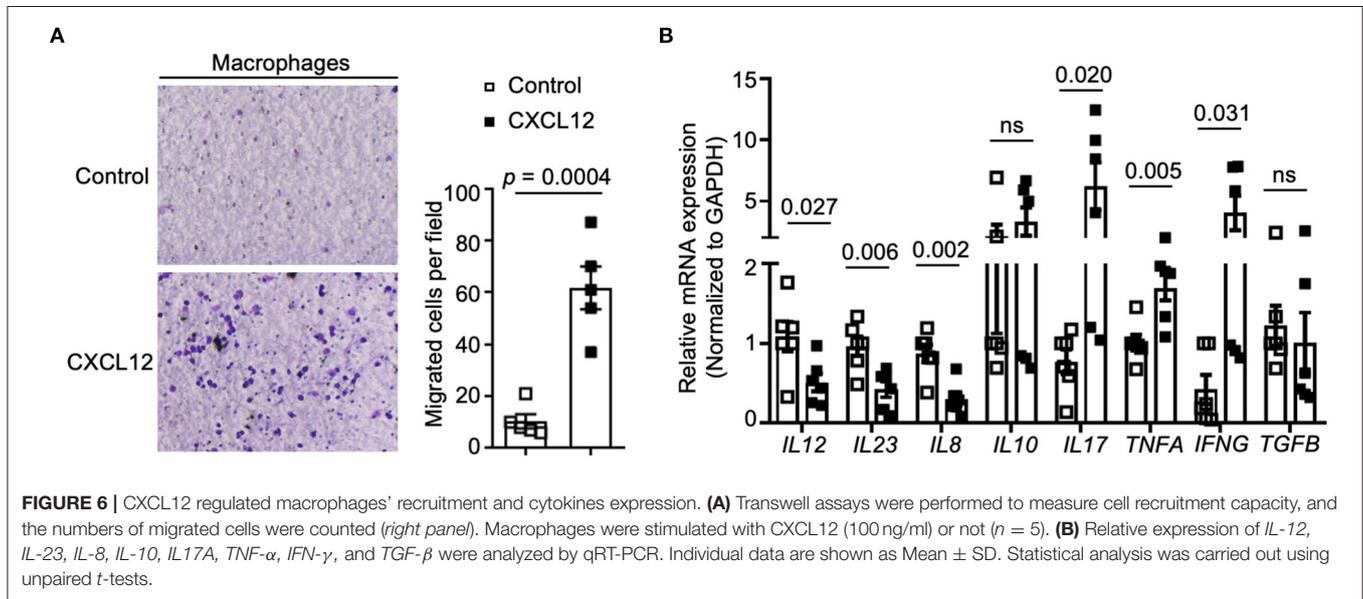 A
Macrophages
Control
CXCL12
Control
CXCL12
p = 0.0004
Migrated cells per field
100
80
60
40
20
0
B
Relative mRNA expression
(Normalized to GAPDH)
15
10
5
2
1
0
0.027
0.006
0.002
ns
0.020
0.005
0.031
ns
IL12 IL23 IL8 IL10 IL17 TNFA IFNG TGFB
FIGURE 6 | CXCL12 regulated macrophages' recruitment and cytokines expression. (A) Transwell assays were performed to measure cell recruitment capacity, and
the numbers of migrated cells were counted (right panel). Macrophages were stimulated with CXCL12 (100 ng/ml) or not (n = 5). (B) Relative expression of IL-12,
IL-23, IL-8, IL-10, IL17A, TNF-α, IFN-γ, and TGF-β were analyzed by qRT-PCR. Individual data are shown as Mean ± SD. Statistical analysis was carried out using
unpaired t-tests.